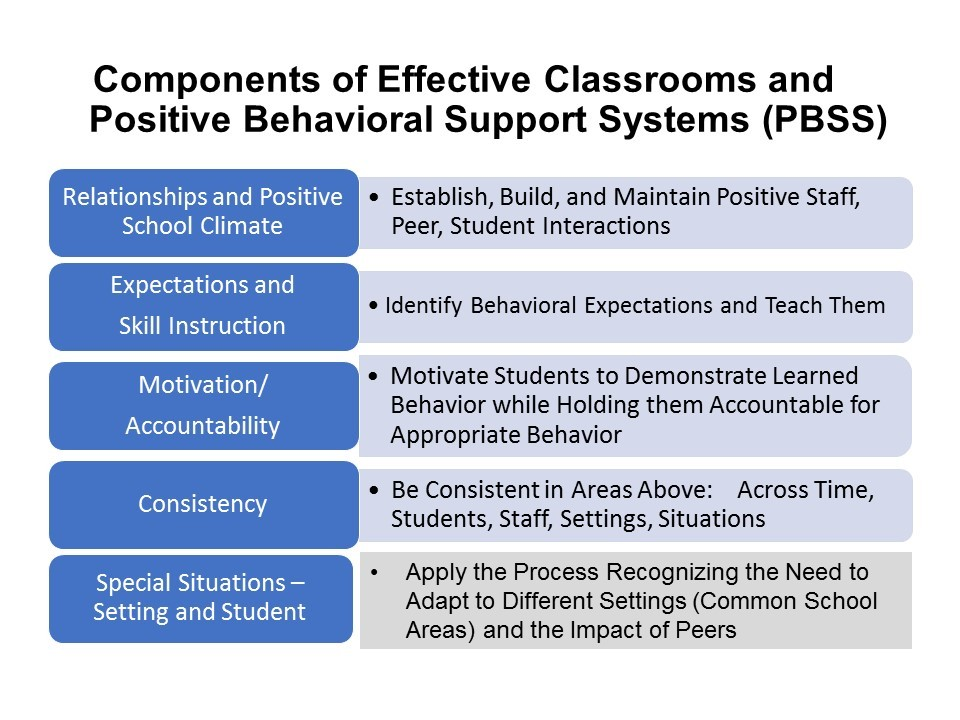 Components of Effective Classrooms and
Positive Behavioral Support Systems (PBSS)
Relationships and Positive
School Climate
• Establish, Build, and Maintain Positive Staff,
Peer, Student Interactions
Expectations and
Skill Instruction
• Identify Behavioral Expectations and Teach Them
Motivation/
Accountability
• Motivate Students to Demonstrate Learned
Behavior while Holding them Accountable for
Appropriate Behavior
Consistency
• Be Consistent in Areas Above: Across Time,
Students, Staff, Settings, Situations
Special Situations –
Setting and Student
• Apply the Process Recognizing the Need to
Adapt to Different Settings (Common School
Areas) and the Impact of Peers